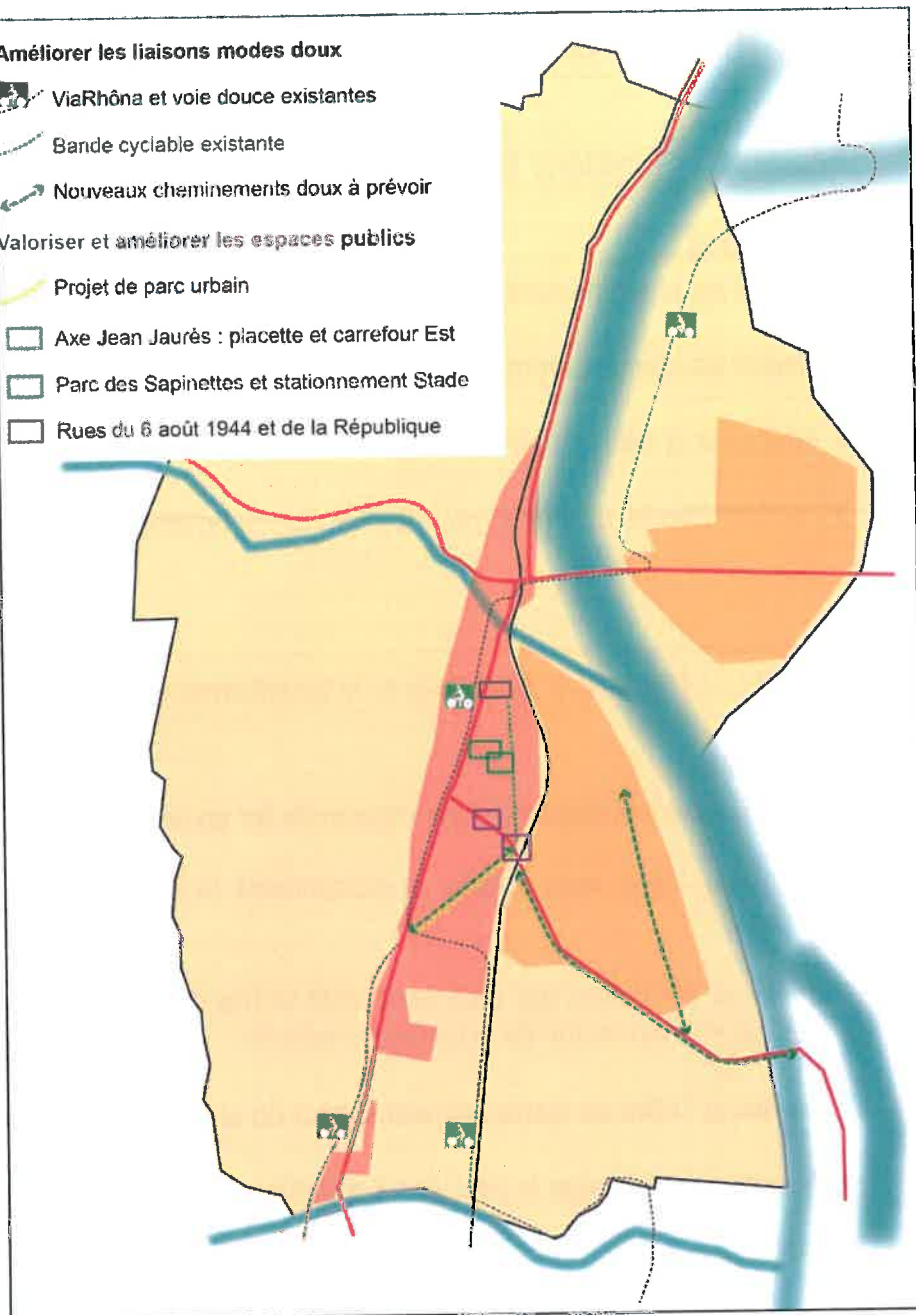 Améliorer les liaisons modes doux
ViaRhôna et voie douce existantes
Bande cyclable existante
Nouveaux cheminements doux à prévoir
Valoriser et améliorer les espaces publics
Projet de parc urbain
Axe Jean Jaurès : placette et carrefour Est
Parc des Sapinettes et stationnement Stade
Rues du 6 août 1944 et de la République